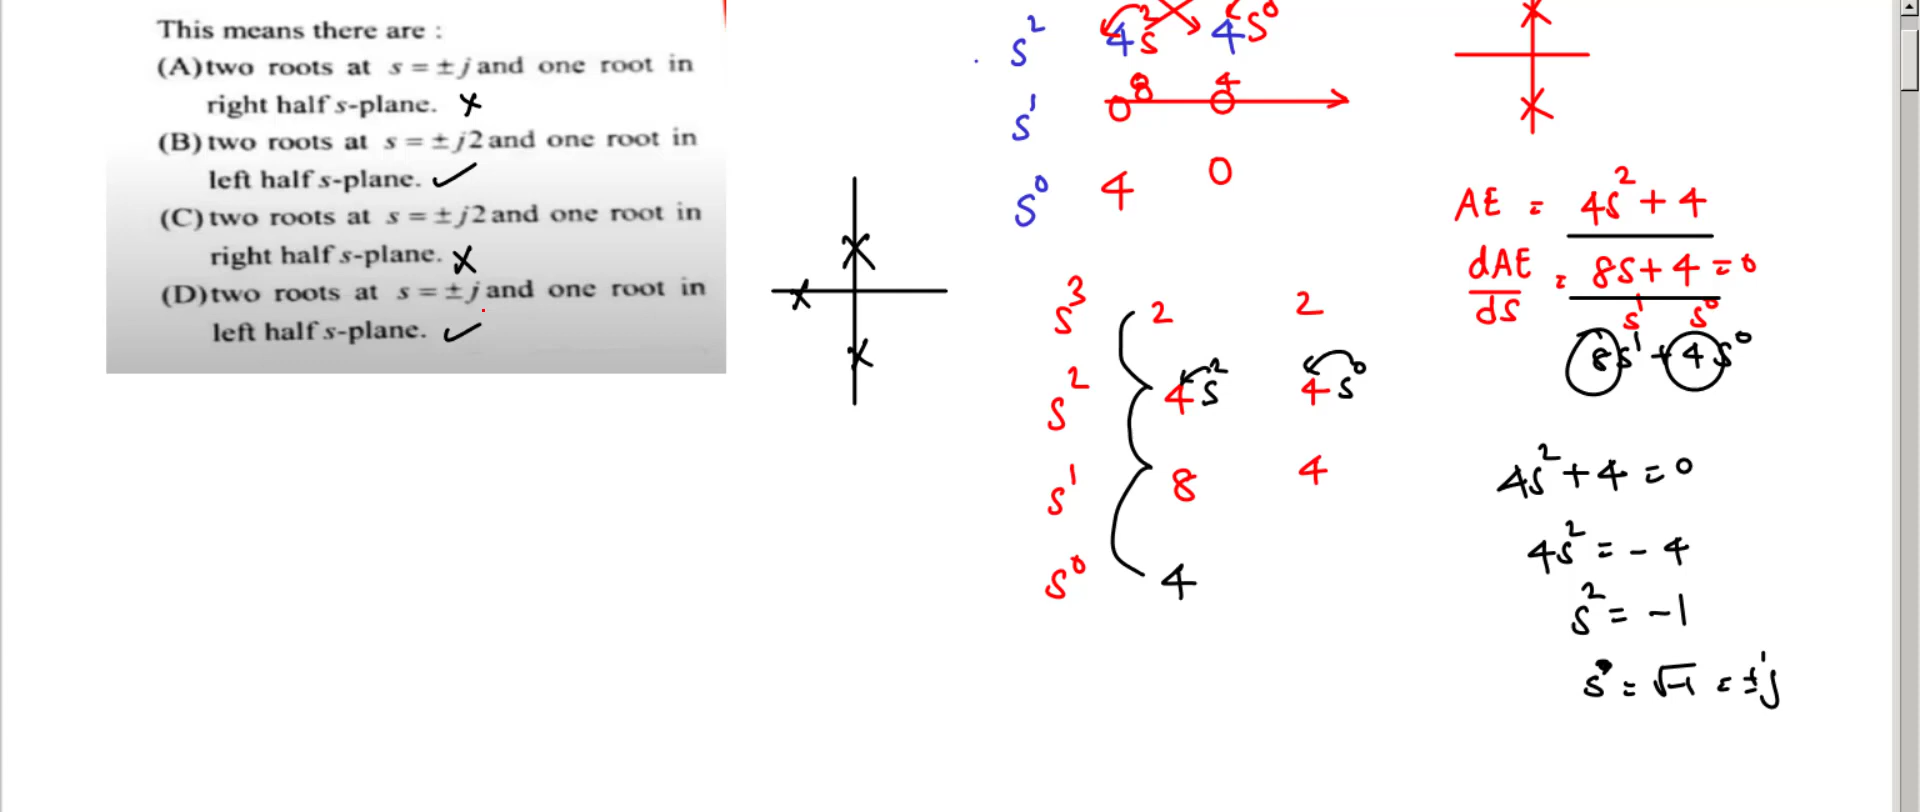 This means there are :
(A) two roots at s = ± j and one root in
right half s-plane. ×
(B) two roots at s = ± j2 and one root in
left half s-plane. ✓
(C) two roots at s = ± j2 and one root in
right half s-plane. ×
(D) two roots at s = ± j and one root in
left half s-plane. ✓
s² 4s² 4s⁰
s¹ 0 8 0 4
s⁰ 4 0
s³ 2 2
s² 4s² 4s⁰
s¹ 8 4
s⁰ 4
AE = 4s² + 4
dAE/ds = 8s + 4 = 0
s¹ s⁰
8s¹ + 4s⁰
4s² + 4 = 0
4s² = - 4
s² = -1
s = √-1 = ±1j